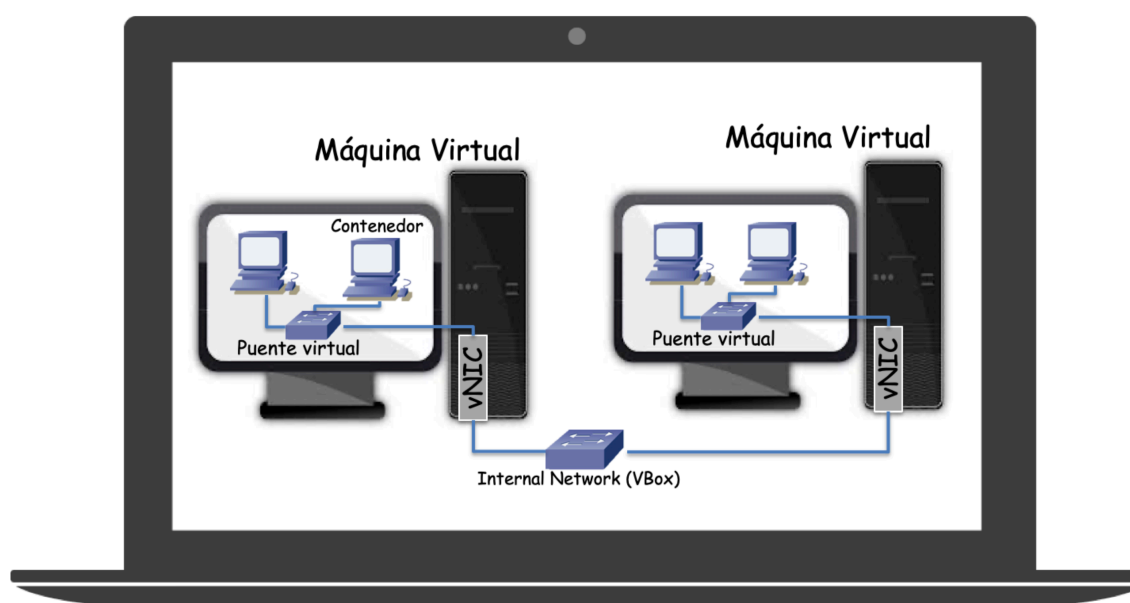 Máquina Virtual
Contenedor
Puente virtual
vNIC
Máquina Virtual
Puente virtual
vNIC
Internal Network (VBox)